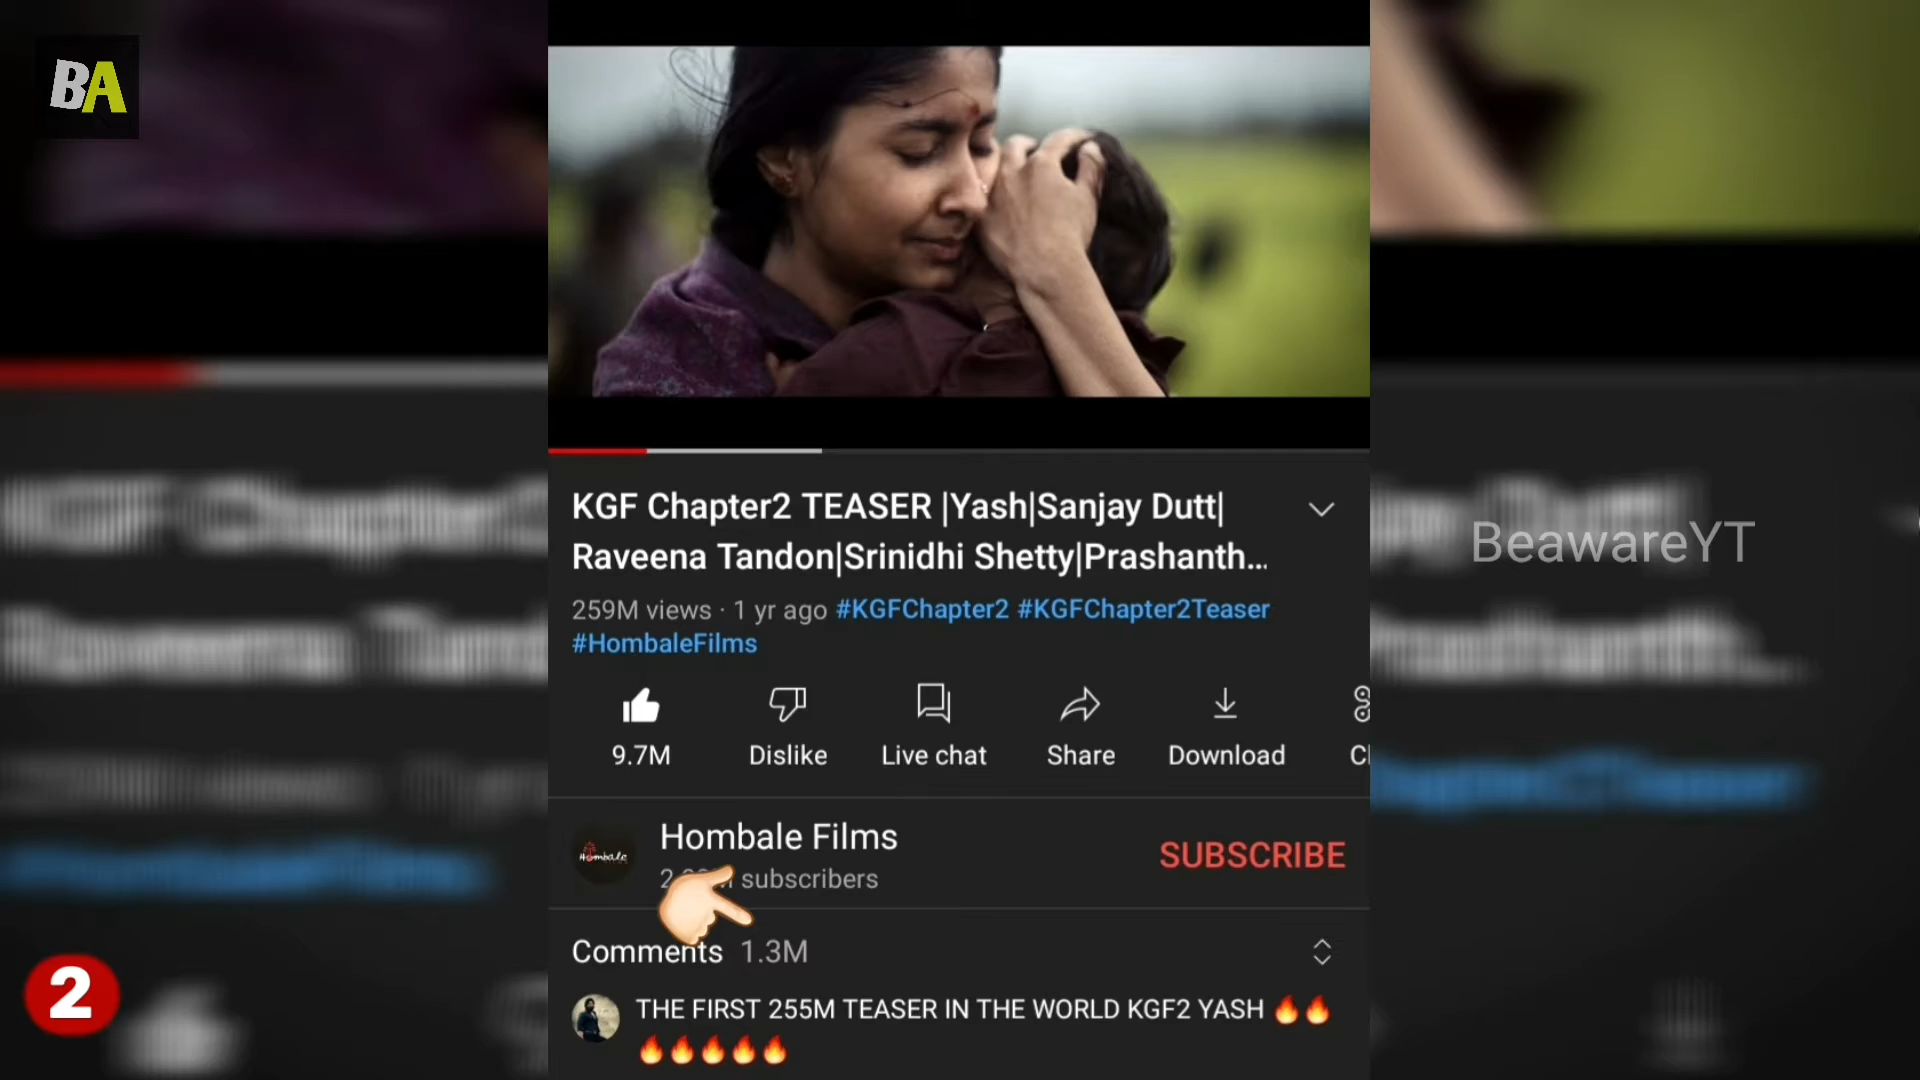 BA
KGF Chapter2 TEASER |Yash|Sanjay Dutt|
Raveena Tandon|Srinidhi Shetty|Prashanth...
259M views · 1 yr ago #KGFChapter2 #KGFChapter2Teaser
#HombaleFilms
9.7M
Dislike
Live chat
Share
Download
BeawareYT
Hombale
Hombale Films
subscribers
SUBSCRIBE
Comments 1.3M
THE FIRST 255M TEASER IN THE WORLD KGF2 YASH 🔥🔥
🔥🔥🔥🔥🔥
2